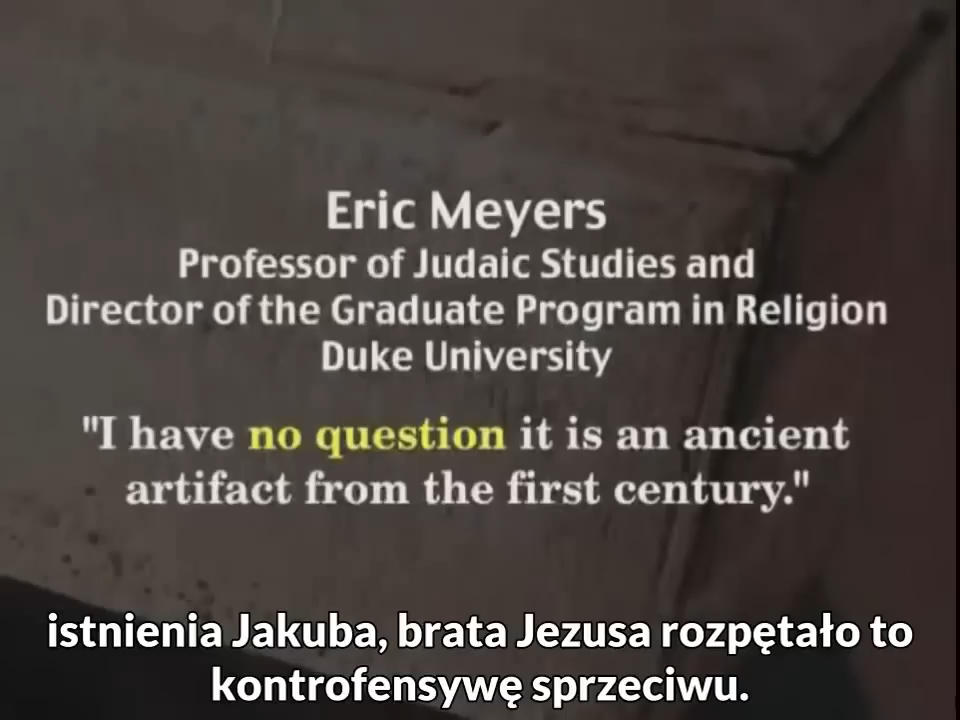 Eric Meyers
Professor of Judaic Studies and
Director of the Graduate Program in Religion
Duke University
"I have no question it is an ancient
artifact from the first century."
istnienia Jakuba, brata Jezusa rozpętało to
kontrofensywę sprzeciwu.